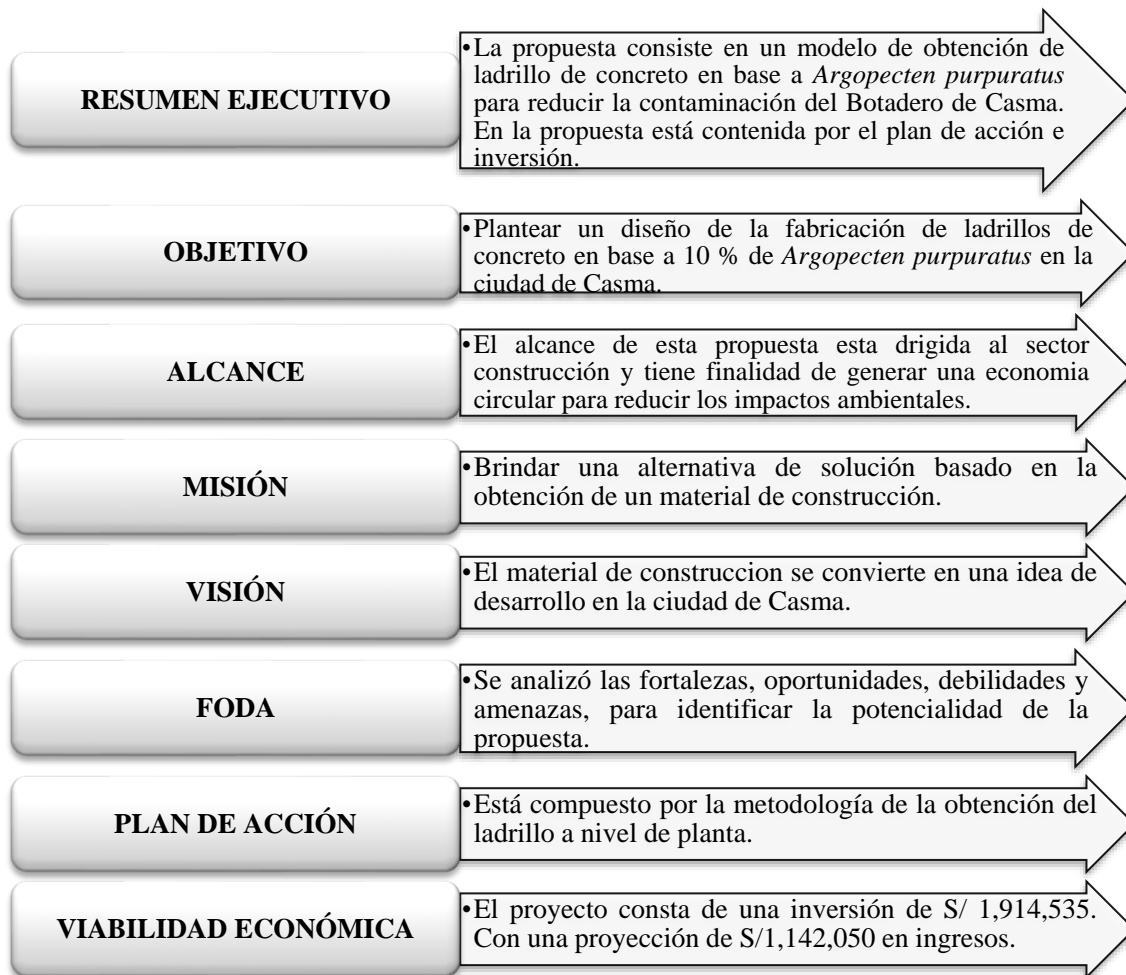 RESUMEN EJECUTIVO
•La propuesta consiste en un modelo de obtención de
ladrillo de concreto en base a Argopecten purpuratus
para reducir la contaminación del Botadero de Casma.
En la propuesta está contenida por el plan de acción e
inversión.
OBJETIVO
•Plantear un diseño de la fabricación de ladrillos de
concreto en base a 10 % de Argopecten purpuratus en la
ciudad de Casma.
ALCANCE
•El alcance de esta propuesta esta drigida al sector
construcción y tiene finalidad de generar una economia
circular para reducir los impactos ambientales.
MISIÓN
•Brindar una alternativa de solución basado en la
obtención de un material de construcción.
VISIÓN
•El material de construccion se convierte en una idea de
desarrollo en la ciudad de Casma.
FODA
•Se analizó las fortalezas, oportunidades, debilidades y
amenazas, para identificar la potencialidad de la
propuesta.
PLAN DE ACCIÓN
•Está compuesto por la metodología de la obtención del
ladrillo a nivel de planta.
VIABILIDAD ECONÓMICA
•El proyecto consta de una inversión de S/ 1,914,535.
Con una proyección de S/1,142,050 en ingresos.